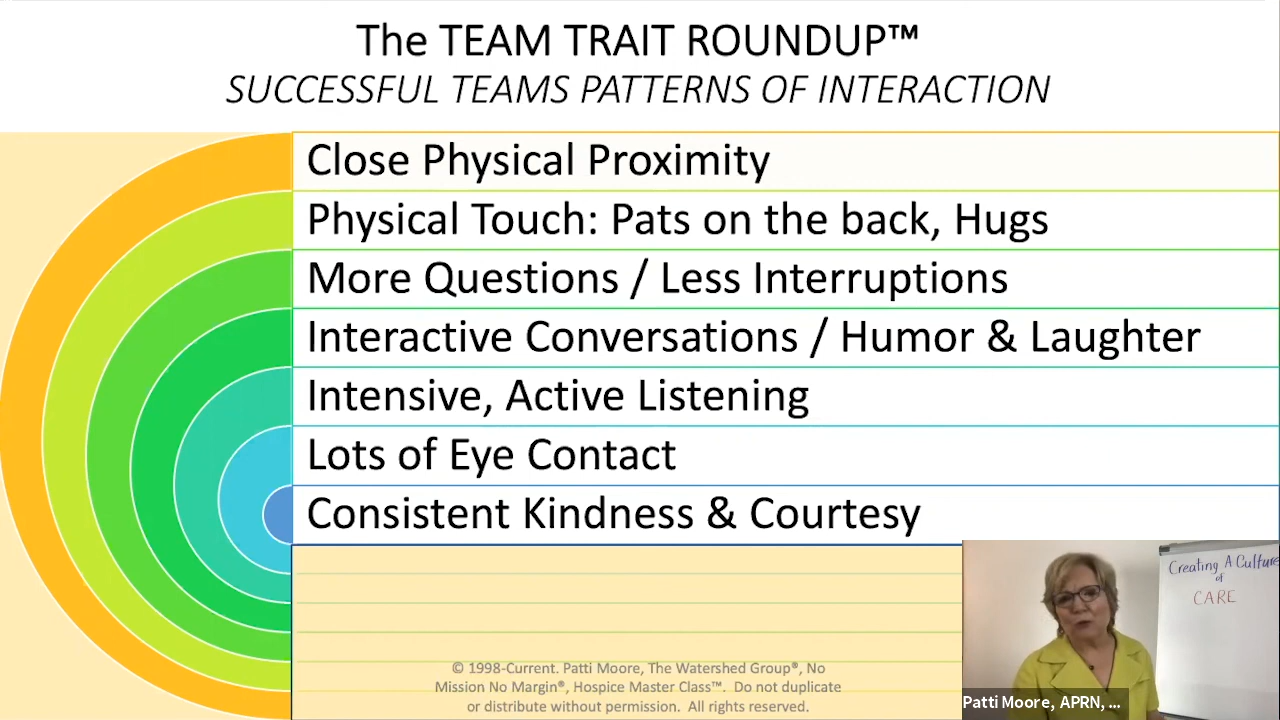 The TEAM TRAIT ROUNDUP™
SUCCESSFUL TEAMS PATTERNS OF INTERACTION
Close Physical Proximity
Physical Touch: Pats on the back, Hugs
More Questions / Less Interruptions
Interactive Conversations / Humor & Laughter
Intensive, Active Listening
Lots of Eye Contact
Consistent Kindness & Courtesy
© 1998-Current. Patti Moore, The Watershed Group®, No
Mission No Margin®, Hospice Master Class™. Do not duplicate
or distribute without permission. All rights reserved.
Creating A Culture
of
CARE
Patti Moore, APRN, ...